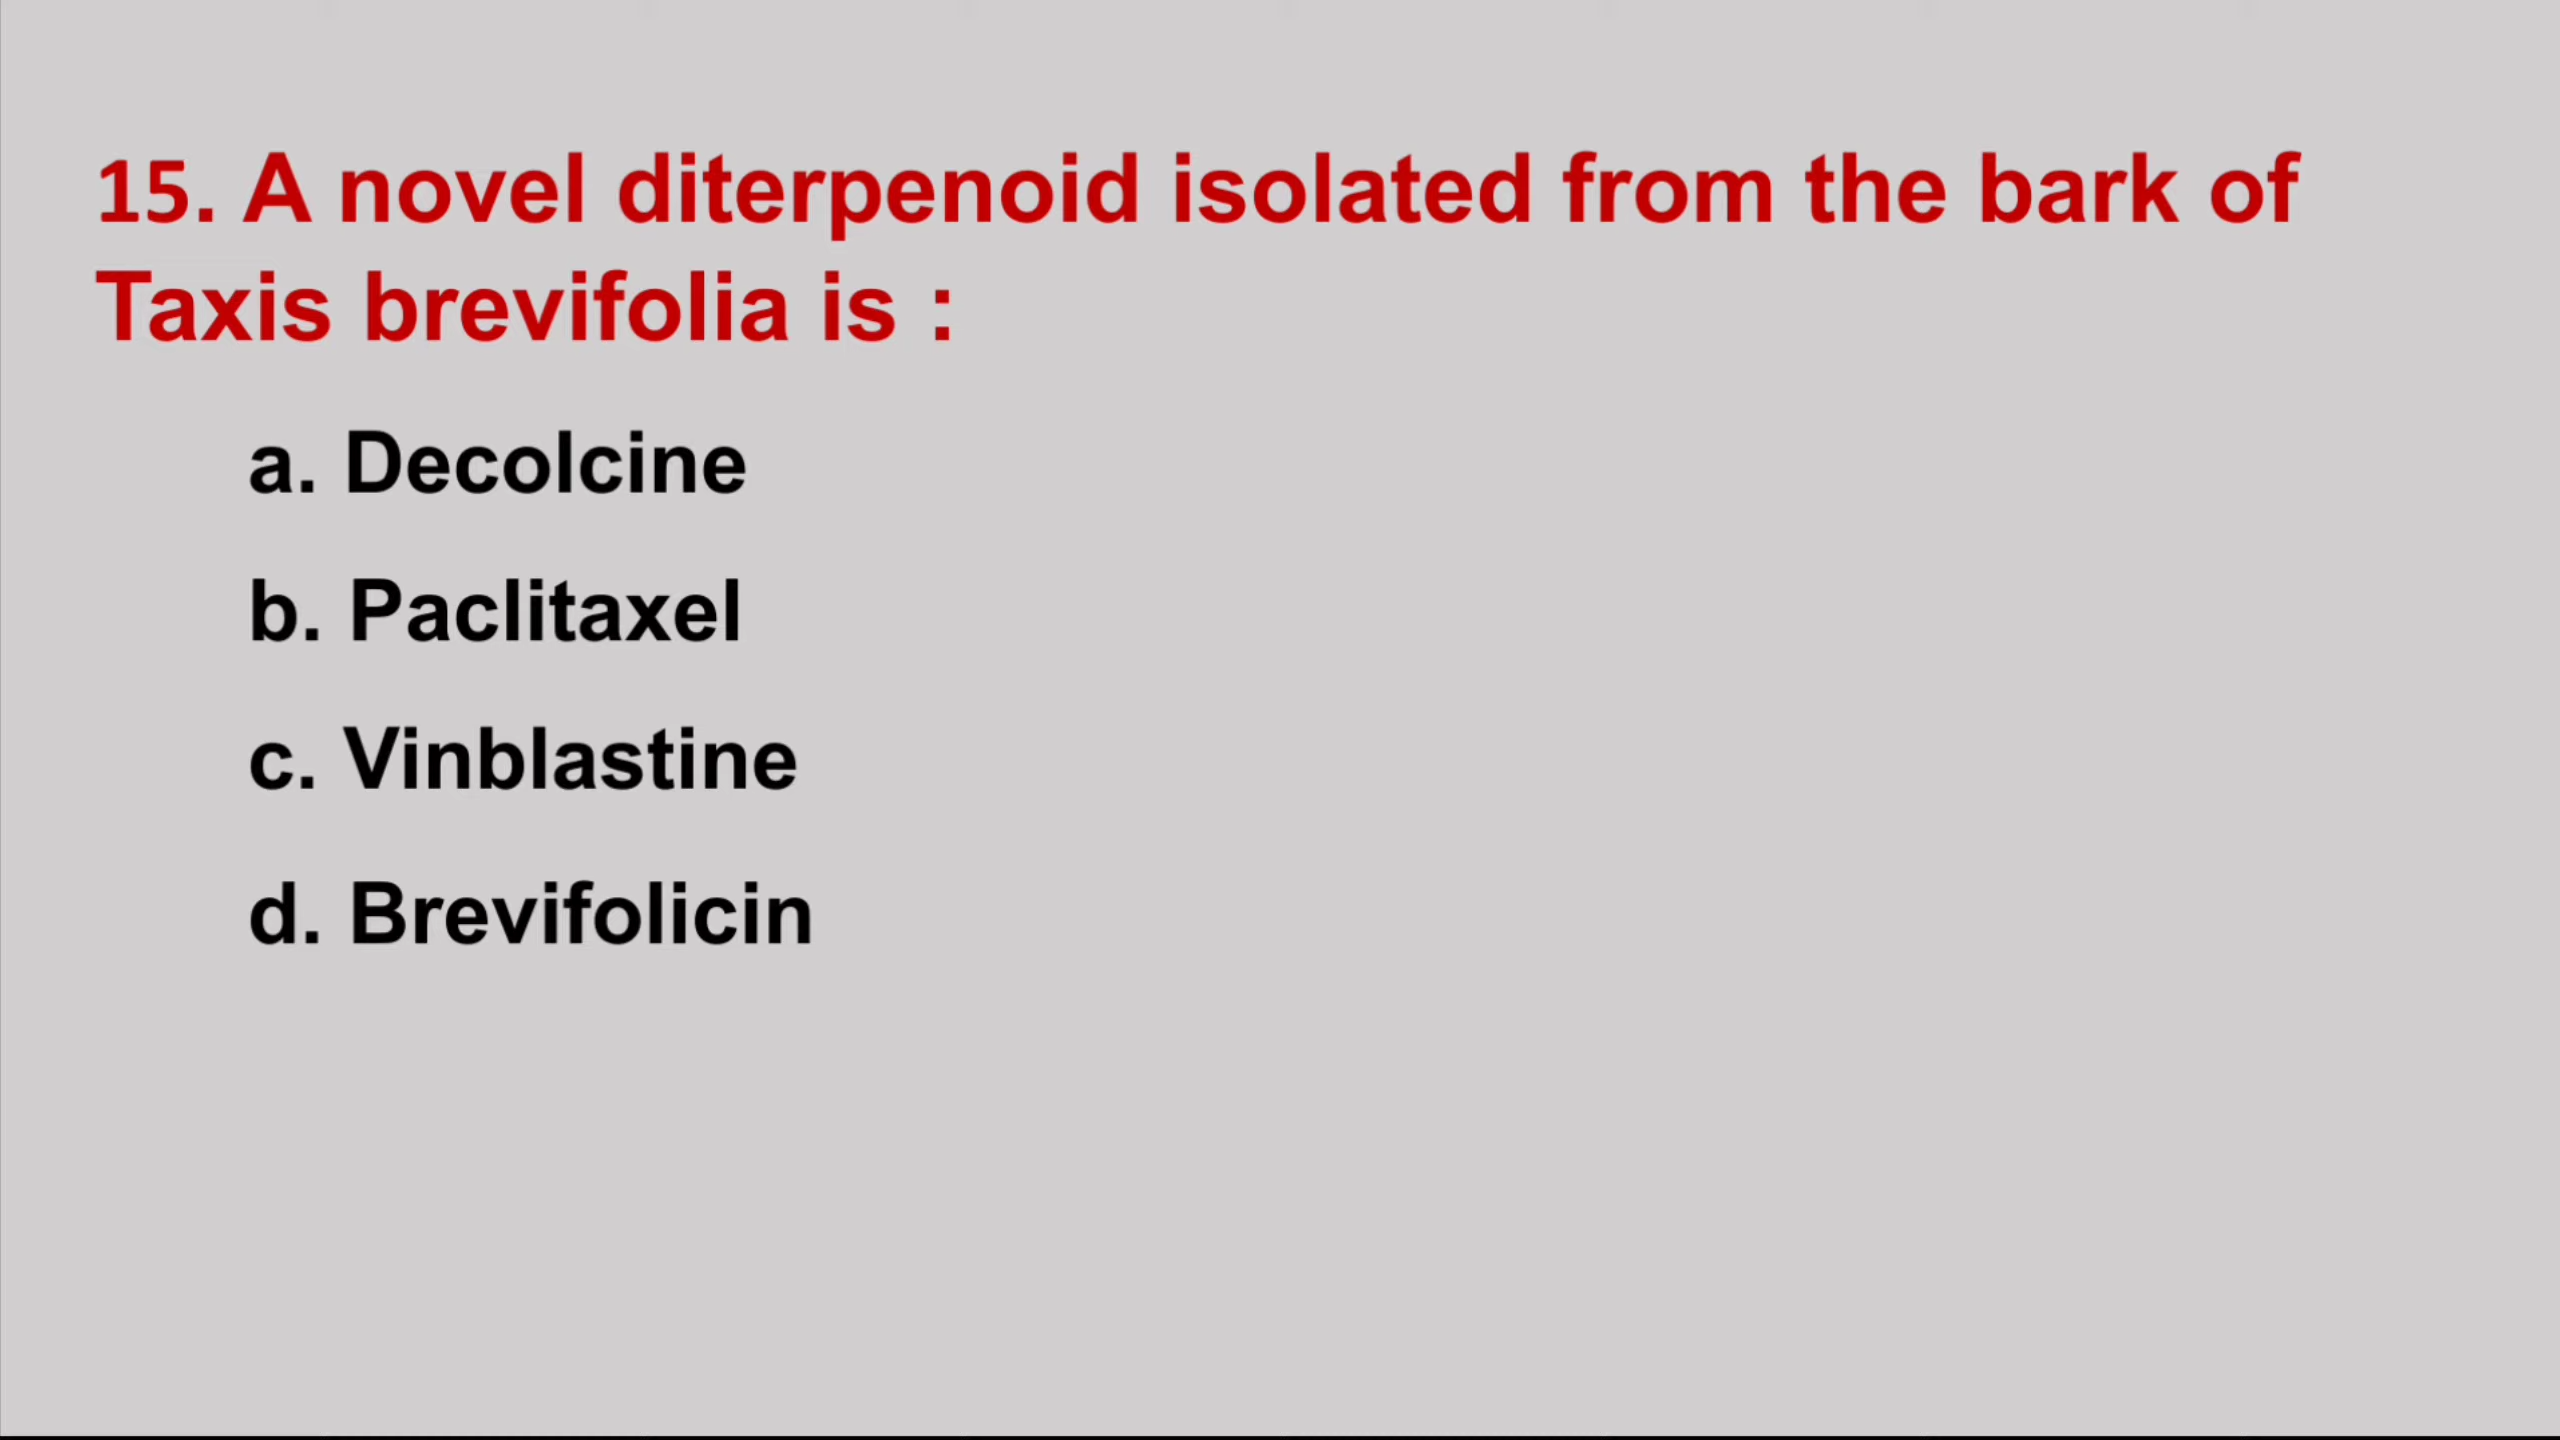 15. A novel diterpenoid isolated from the bark of
Taxis brevifolia is :
a. Decolcine
b. Paclitaxel
c. Vinblastine
d. Brevifolicin